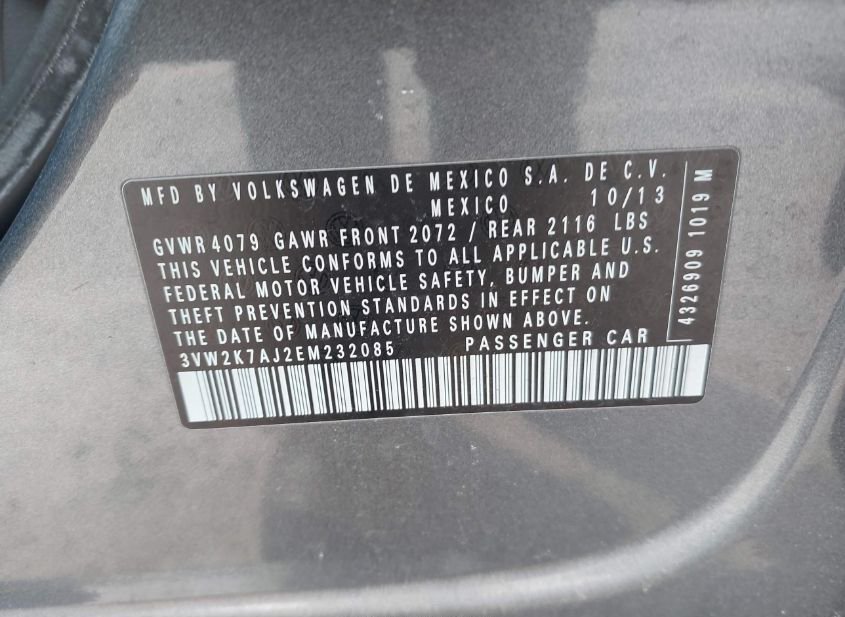 MFD BY VOLKSWAGEN DE MEXICO S.A. DE C.V.
MEXICO 10/13
GVWR 4079 GAWR FRONT 2072 / REAR 2116 LBS
THIS VEHICLE CONFORMS TO ALL APPLICABLE U.S.
FEDERAL MOTOR VEHICLE SAFETY, BUMPER AND
THEFT PREVENTION STANDARDS IN EFFECT ON
THE DATE OF MANUFACTURE SHOWN ABOVE.
3VW2K7AJ2EM232085 PASSENGER CAR
4326909 1019 M